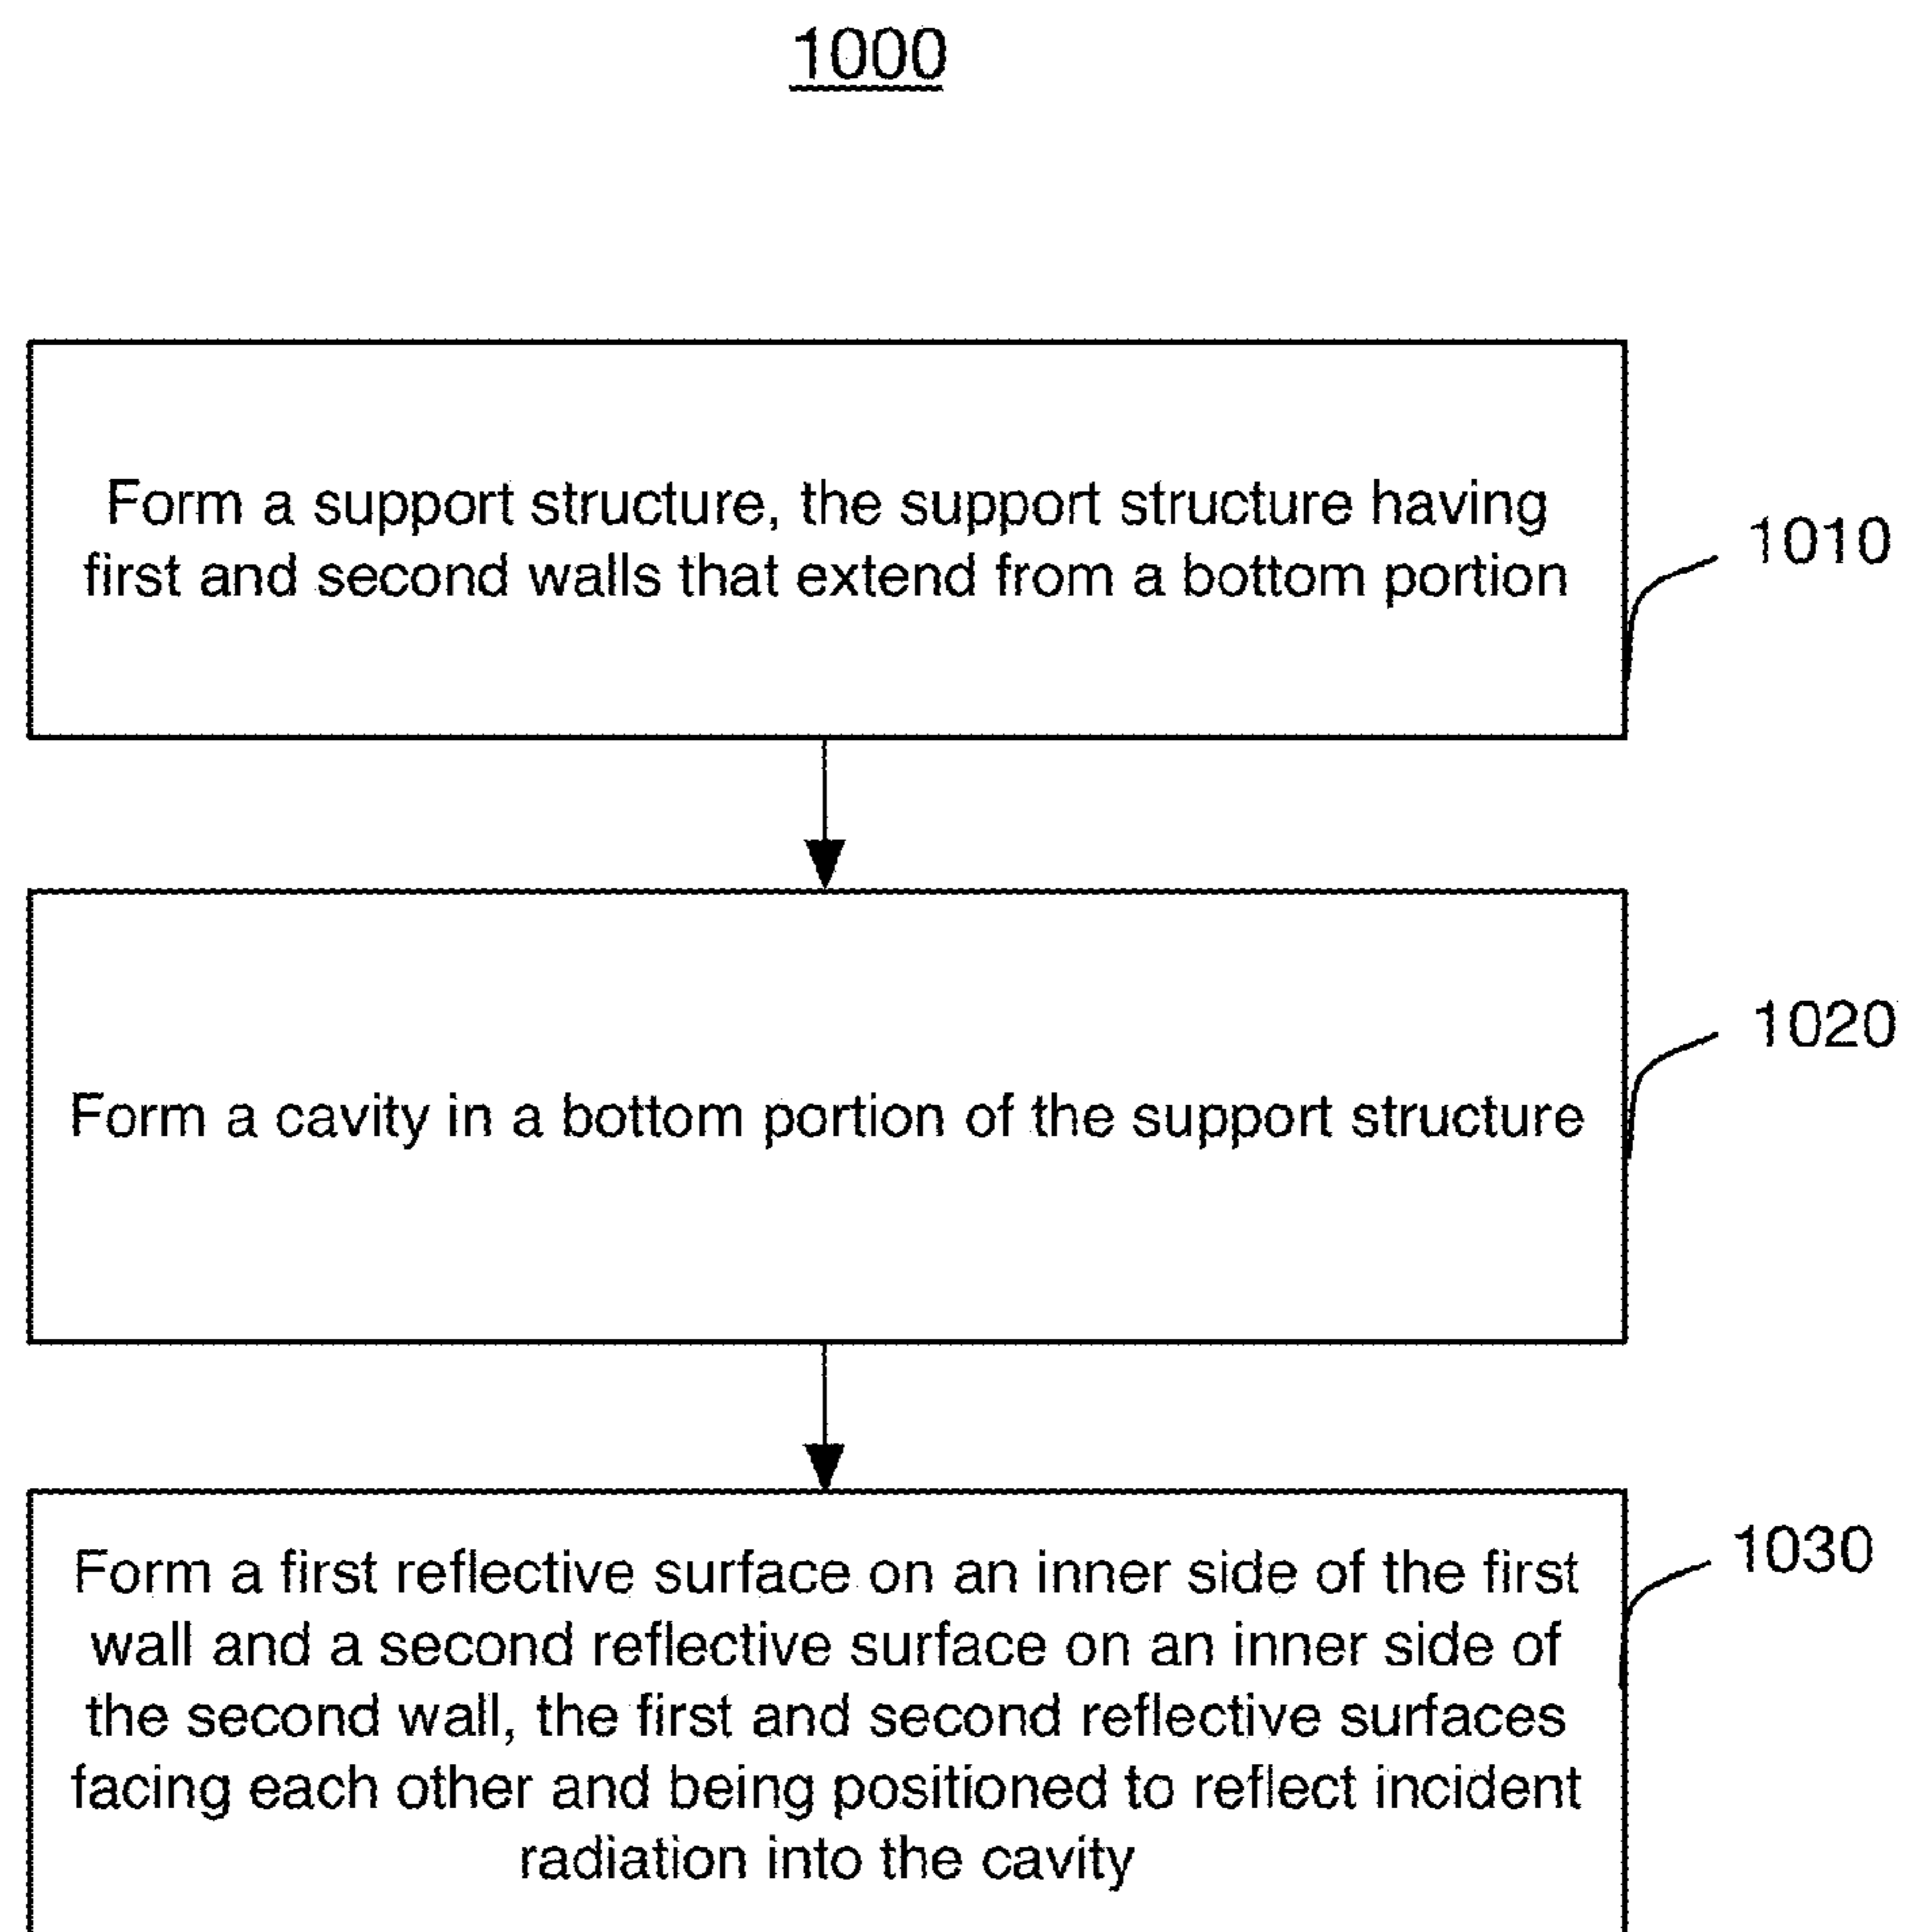 1000
Form a support structure, the support structure having
first and second walls that extend from a bottom portion
1010
Form a cavity in a bottom portion of the support structure
1020
Form a first reflective surface on an inner side of the first
wall and a second reflective surface on an inner side of
the second wall, the first and second reflective surfaces
facing each other and being positioned to reflect incident
radiation into the cavity
1030